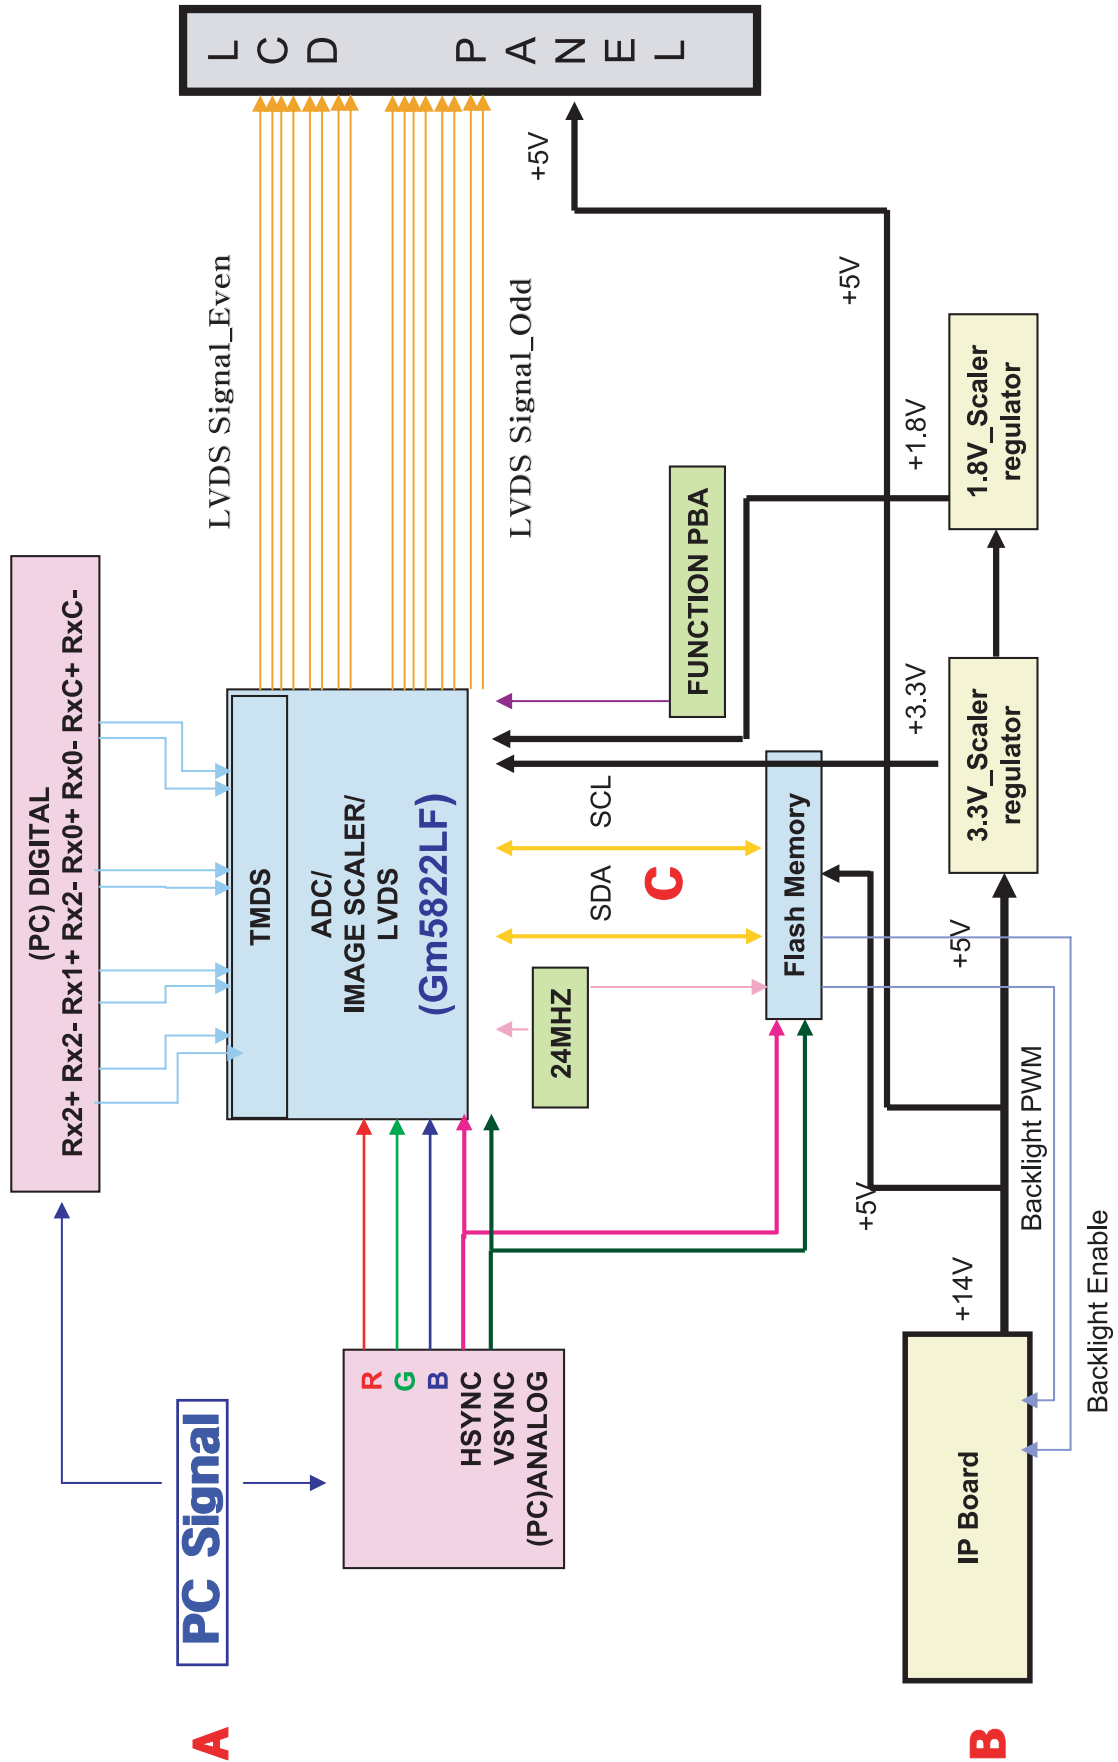 A
PC Signal
(PC) DIGITAL
Rx2+ Rx2- Rx1+ Rx2- Rx0+ Rx0- RxC+ RxC-
R
G
B
HSYNC
VSYNC
(PC)ANALOG
TMDS
ADC/
IMAGE SCALER/
LVDS
(Gm5822LF)
LVDS Signal_Even
LVDS Signal_Odd
LCD PANEL
+5V
24MHZ
SDA
SCL
C
FUNCTION PBA
Flash Memory
+5V
+5V
+14V
+5V
+3.3V
+1.8V
B
IP Board
3.3V_Scaler
regulator
1.8V_Scaler
regulator
Backlight PWM
Backlight Enable